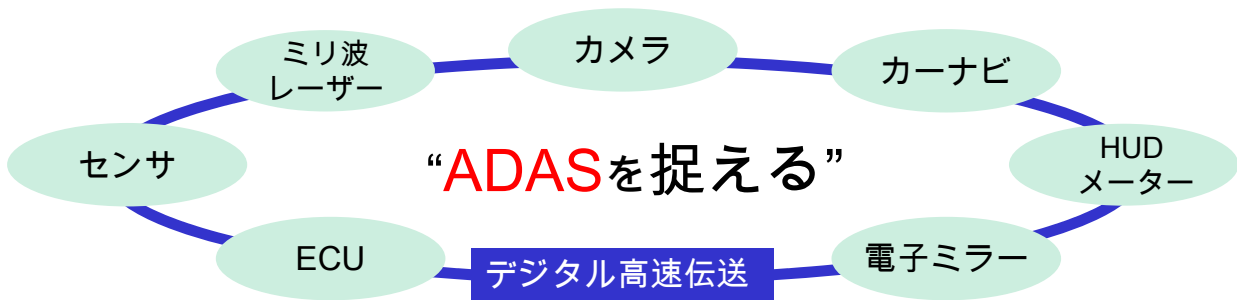 カメラ
ミリ波
レーザー
カーナビ
センサ
“ADASを捉える”
HUD
メーター
ECU
デジタル高速伝送
電子ミラー